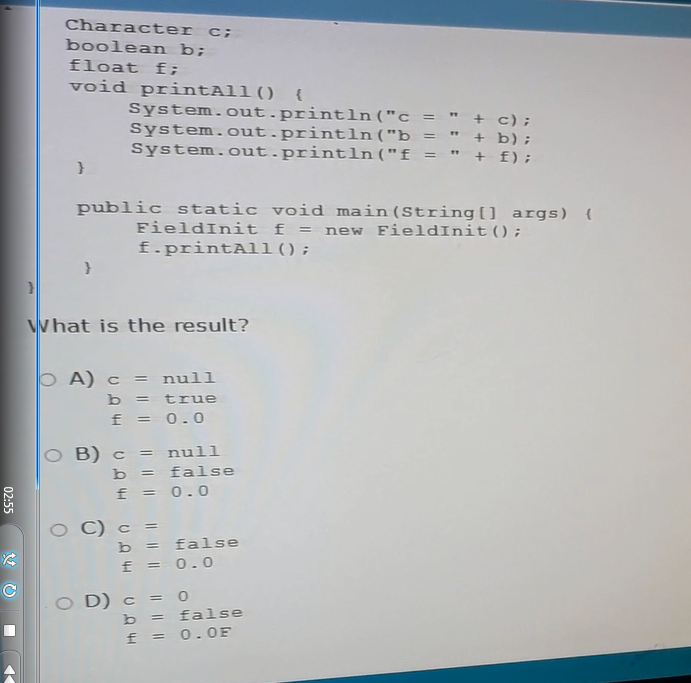 Character c;
boolean b;
float f;
void printAll() {
System.out.println("c = " + c);
System.out.println("b = " + b);
System.out.println("f = " + f);
}
public static void main(String[] args) {
FieldInit f = new FieldInit();
f.printAll();
}
}
What is the result?
A) c = null
b = true
f = 0.0
B) c = null
b = false
f = 0.0
C) c =
b = false
f = 0.0
D) c = 0
b = false
f = 0.0F
02:55